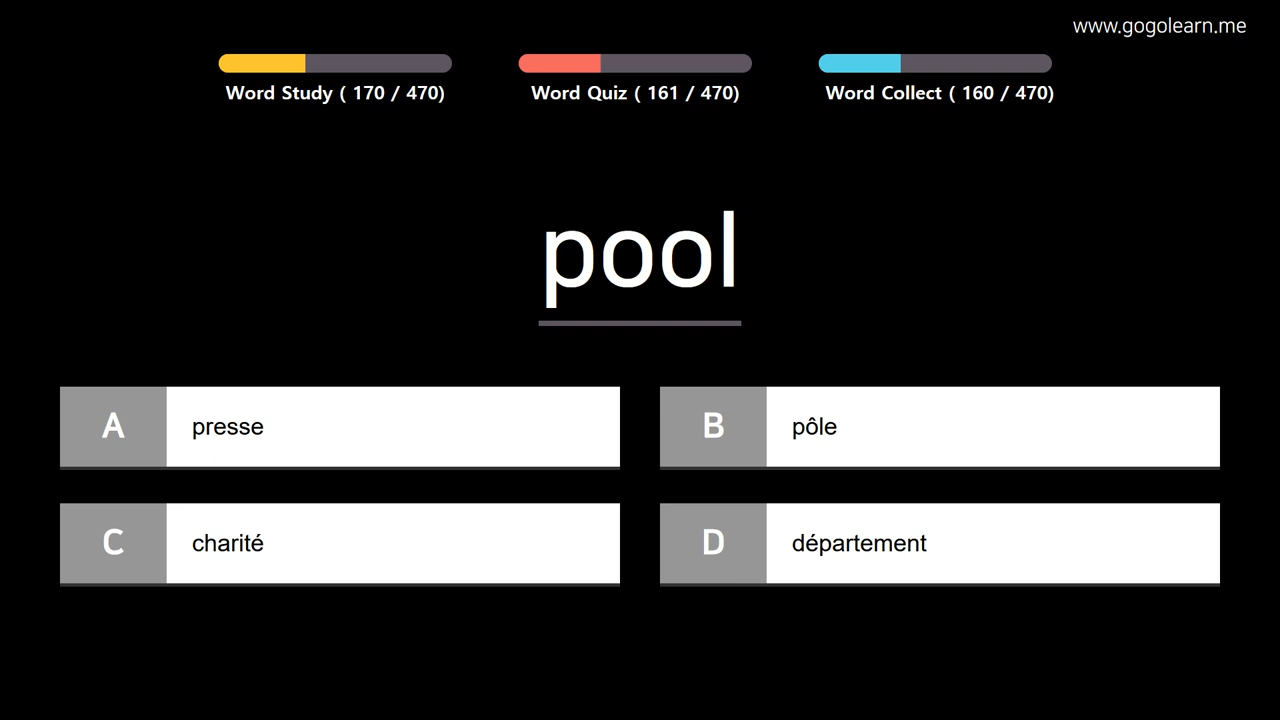 www.gogolearn.me
Word Study ( 170 / 470)
Word Quiz ( 161 / 470)
Word Collect ( 160 / 470)
pool
A presse
B pôle
C charité
D département